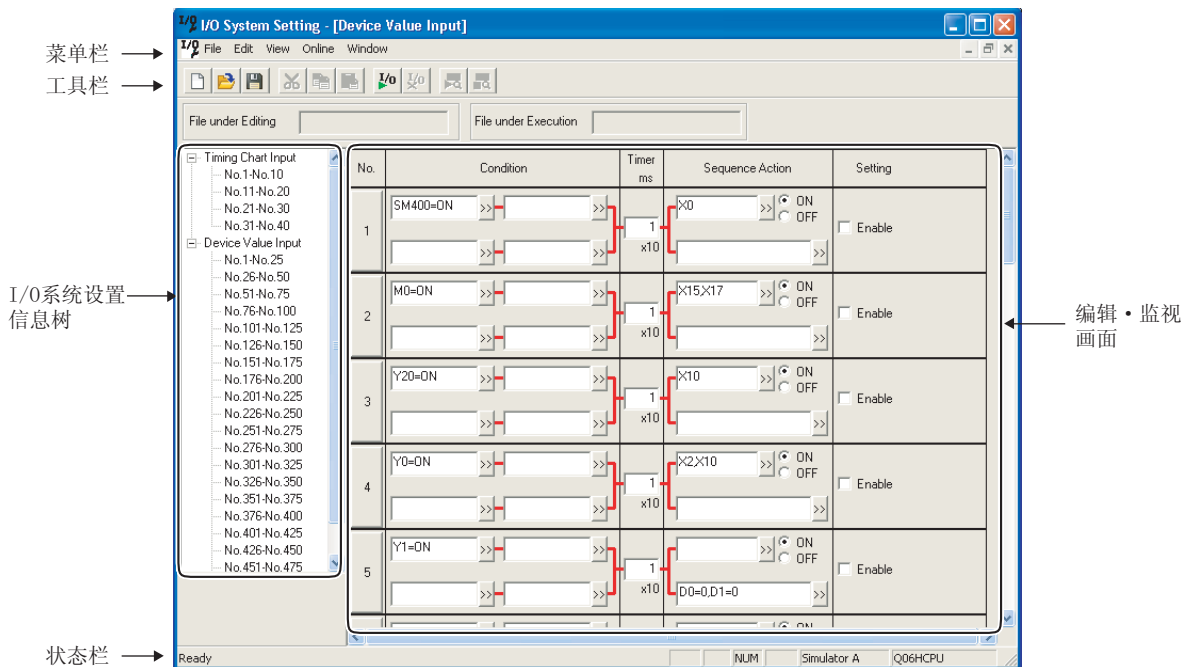 I/O System Setting - [Device Value Input]
菜单栏
File Edit View Online Window
工具栏
I/O I/O
File under Editing
File under Execution
I/O系统设置
信息树
Timing Chart Input
No.1-No.10
No.11-No.20
No.21-No.30
No.31-No.40
Device Value Input
No.1-No.25
No.26-No.50
No.51-No.75
No.76-No.100
No.101-No.125
No.126-No.150
No.151-No.175
No.176-No.200
No.201-No.225
No.226-No.250
No.251-No.275
No.276-No.300
No.301-No.325
No.326-No.350
No.351-No.375
No.376-No.400
No.401-No.425
No.426-No.450
No.451-No.475
No. Condition Timer ms Sequence Action Setting
1 SM400=ON >> >> 1 x10 X0 >> ON OFF Enable
>> >> >>
2 M0=ON >> >> 1 x10 X15,X17 >> ON OFF Enable
>> >> >>
3 Y20=ON >> >> 1 x10 X10 >> ON OFF Enable
>> >> >>
4 Y0=ON >> >> 1 x10 X2,X10 >> ON OFF Enable
>> >> >>
5 Y1=ON >> >> 1 x10 >> ON OFF Enable
>> >> D0=0,D1=0 >>
ON
编辑·监视
画面
状态栏
Ready NUM Simulator A Q06HCPU